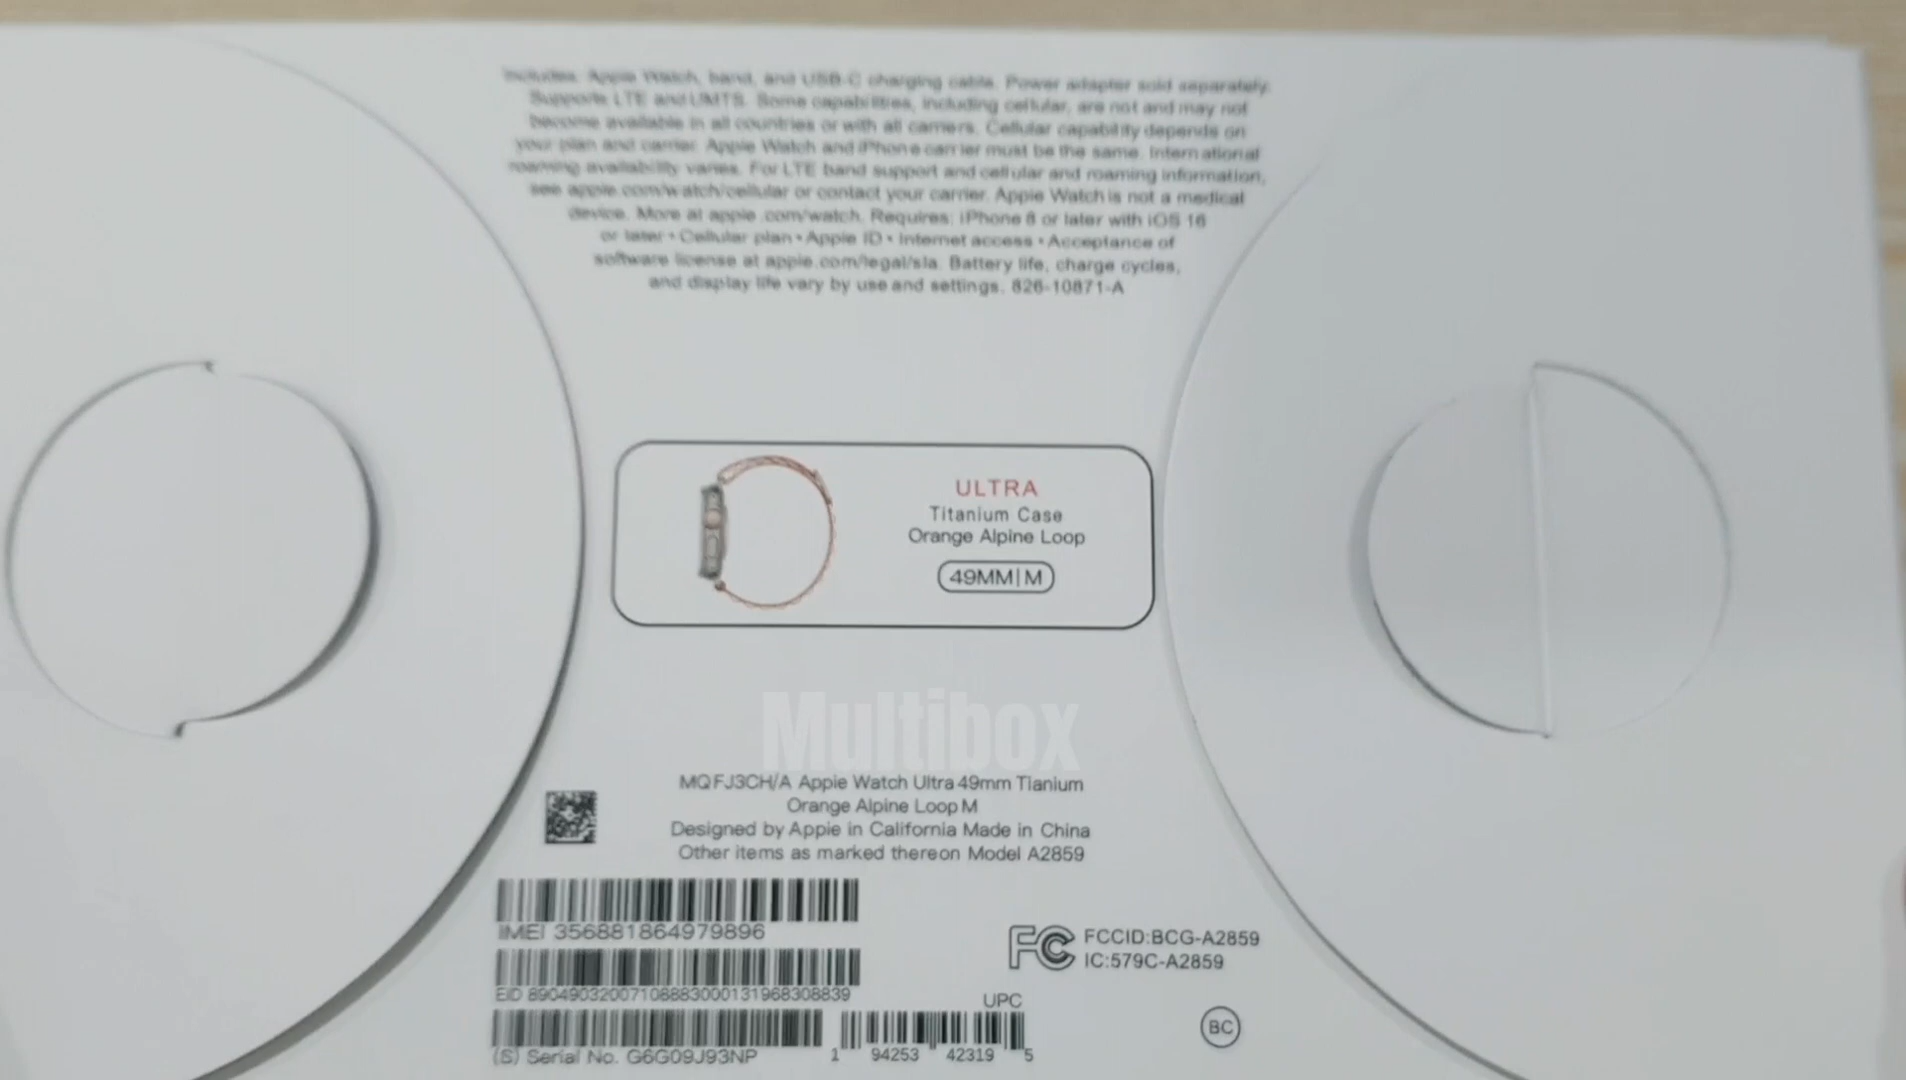 Includes: Apple Watch, band, and USB-C charging cable. Power adapter sold separately.
Supports LTE and UMTS. Some capabilities, including cellular, are not and may not
become available in all countries or with all carriers. Cellular capability depends on
your plan and carrier. Apple Watch and iPhone carrier must be the same. International
roaming availability varies. For LTE band support and cellular and roaming information,
see apple.com/watch/cellular or contact your carrier. Apple Watch is not a medical
device. More at apple.com/watch. Requires: iPhone 8 or later with iOS 16
or later • Cellular plan • Apple ID • Internet access • Acceptance of
software license at apple.com/legal/sla. Battery life, charge cycles,
and display life vary by use and settings. 826-10871-A
ULTRA
Titanium Case
Orange Alpine Loop
49MM|M
Multibox
MQFJ3CH/A Appie Watch Ultra 49mm Tianium
Orange Alpine Loop M
Designed by Appie in California Made in China
Other items as marked thereon Model A2859
IMEI 356881864979896
EID 89049032007108883000131968308839
(S) Serial No. G6G09J93NP
FC FCCID:BCG-A2859
IC:579C-A2859
UPC
1 94253 42319 5
BC